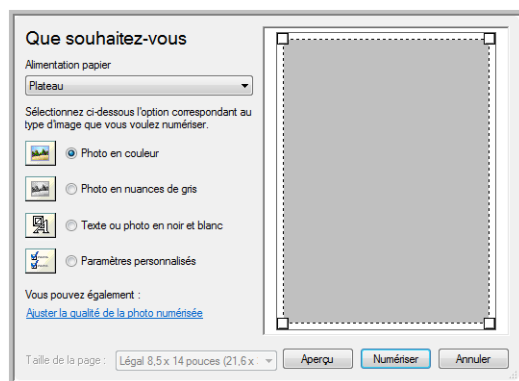 Que souhaitez-vous
Alimentation papier
Plateau
Sélectionnez ci-dessous l'option correspondant au
type d'image que vous voulez numériser.
Photo en couleur
Photo en nuances de gris
Texte ou photo en noir et blanc
Paramètres personnalisés
Vous pouvez également :
Ajuster la qualité de la photo numérisée
Taille de la page : Légal 8,5 x 14 pouces (21,6 x Aperçu Numériser Annuler